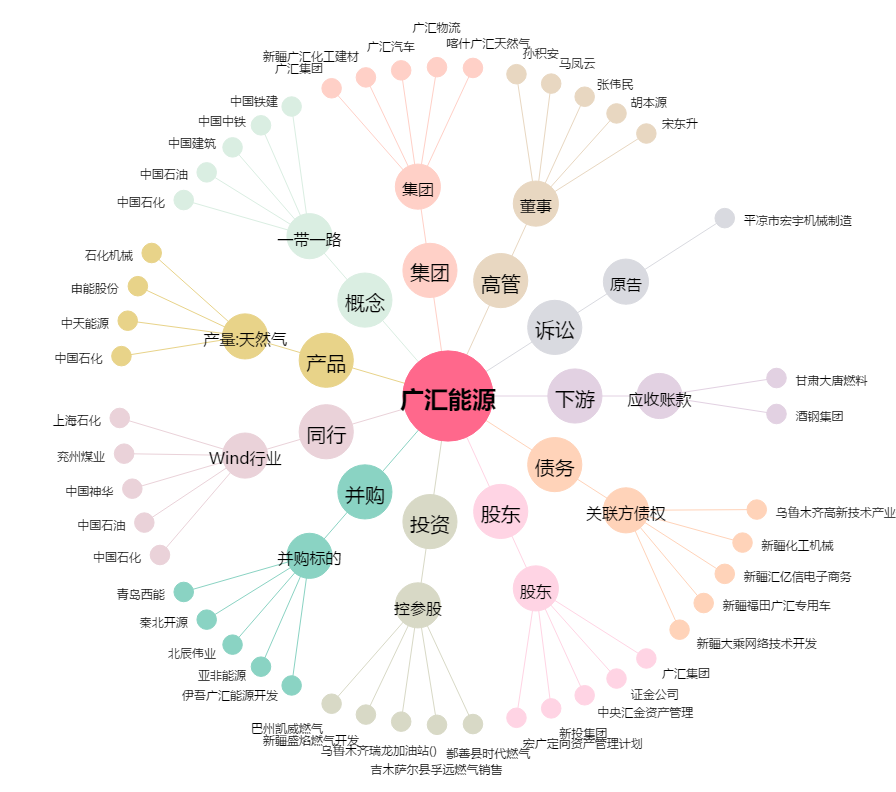 广汇物流
喀什广汇天然气
广汇汽车
新疆广汇化工建材
广汇集团
孙积安
马凤云
张伟民
胡本源
宋东升
集团
集团
董事
高管
中国铁建
中国中铁
中国建筑
中国石油
中国石化
一带一路
概念
平凉市宏宇机械制造
原告
诉讼
石化机械
申能股份
中天能源
中国石化
产量:天然气
产品
广汇能源
下游
应收账款
甘肃大唐燃料
酒钢集团
上海石化
兖州煤业
中国神华
中国石油
中国石化
Wind行业
同行
债务
关联方债权
乌鲁木齐高新技术产业
新疆化工机械
新疆汇亿信电子商务
新疆福田广汇专用车
新疆大乘网络技术开发
并购
并购标的
青岛西能
秦北开源
北辰伟业
亚非能源
伊吾广汇能源开发
投资
控参股
巴州凯威燃气
新疆盛焰燃气开发
乌鲁木齐瑞龙加油站()
吉木萨尔县孚远燃气销售
鄯善县时代燃气
股东
股东
广汇集团
证金公司
中央汇金资产管理
新投集团
宏广定向资产管理计划